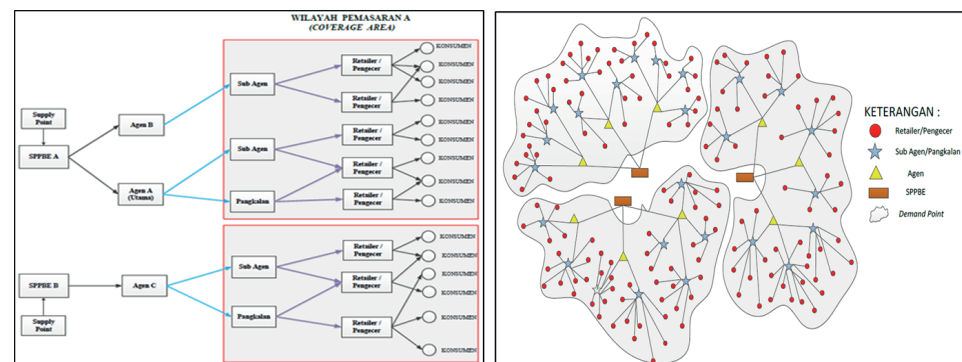 WILAYAH PEMASARAN A
(COVERAGE AREA)
Supply
Point
SPPBE A
Agen B
Agen A
(Utama)
Sub Agen
Sub Agen
Pangkalan
Retailer /
Pengecer
Retailer /
Pengecer
Retailer /
Pengecer
Retailer /
Pengecer
Retailer /
Pengecer
KONSUMEN
KONSUMEN
KONSUMEN
KONSUMEN
KONSUMEN
KONSUMEN
KONSUMEN
KONSUMEN
KONSUMEN
SPPBE B
Supply
Point
Agen C
Sub Agen
Pangkalan
Retailer /
Pengecer
Retailer /
Pengecer
Retailer /
Pengecer
KONSUMEN
KONSUMEN
KONSUMEN
KONSUMEN
KONSUMEN
KONSUMEN
KETERANGAN :
Retailer/Pengecer
Sub Agen/Pangkalan
Agen
SPPBE
Demand Point